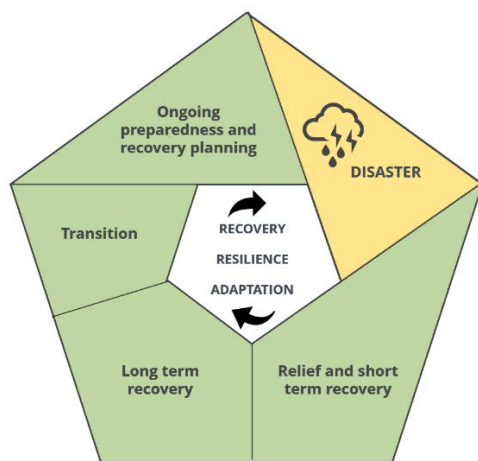 Ongoing
preparedness and
recovery planning
DISASTER
Transition
RECOVERY
RESILIENCE
ADAPTATION
Long term
recovery
Relief and short
term recovery